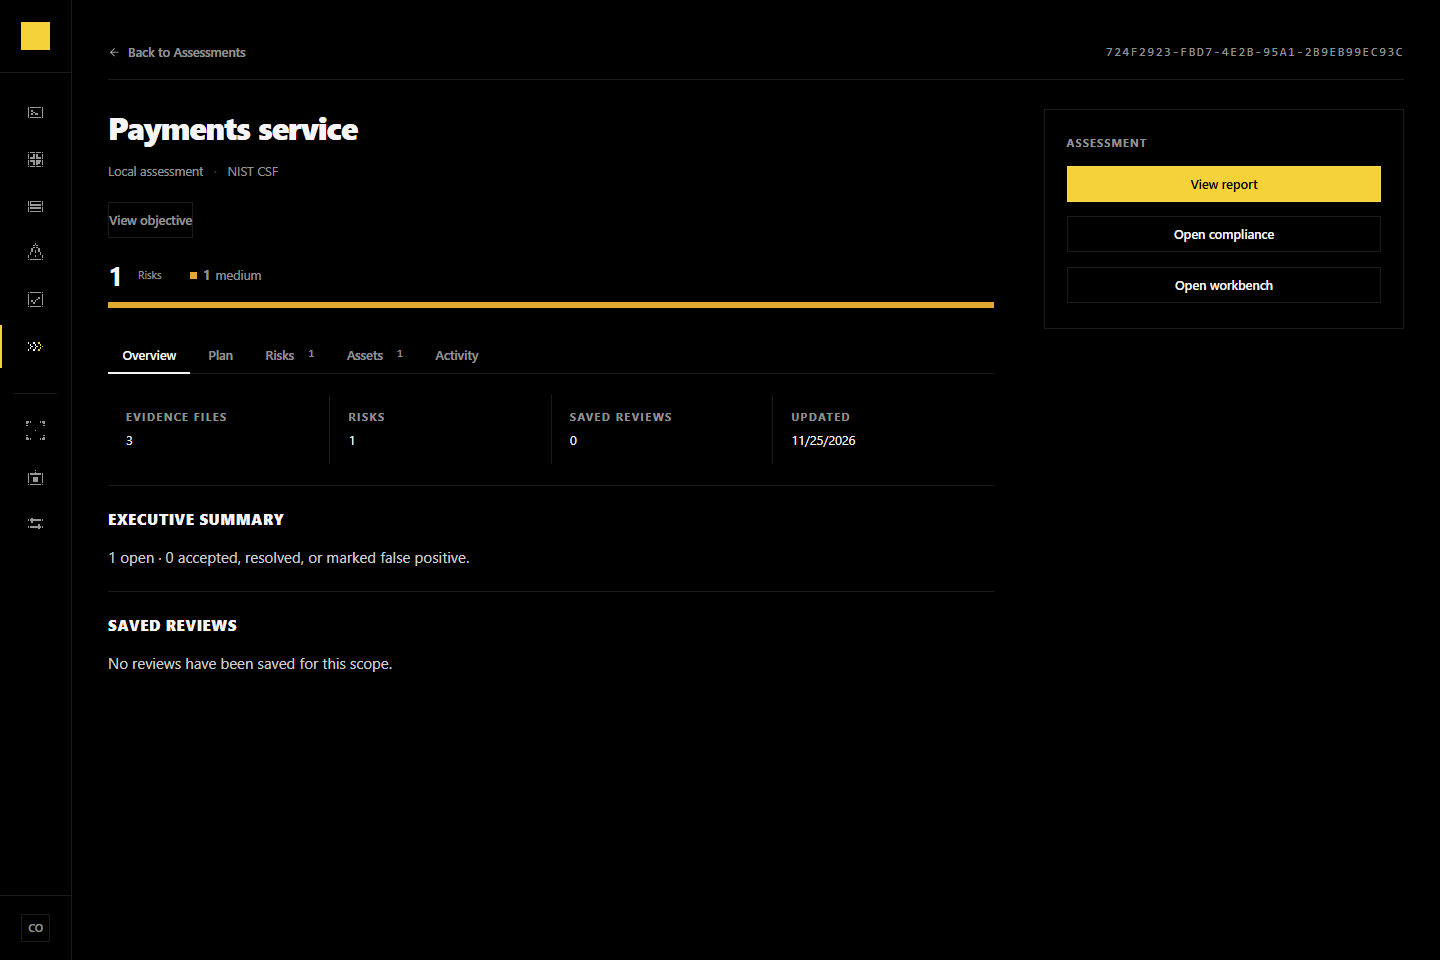 Back to Assessments
724F2923-FBD7-4E2B-95A1-2B9EB99EC93C
Payments service
Local assessment · NIST CSF
View objective
1 Risks 1 medium
Overview Plan Risks 1 Assets 1 Activity
EVIDENCE FILES
3
RISKS
1
SAVED REVIEWS
0
UPDATED
11/25/2026
EXECUTIVE SUMMARY
1 open · 0 accepted, resolved, or marked false positive.
SAVED REVIEWS
No reviews have been saved for this scope.
ASSESSMENT
View report
Open compliance
Open workbench
CO